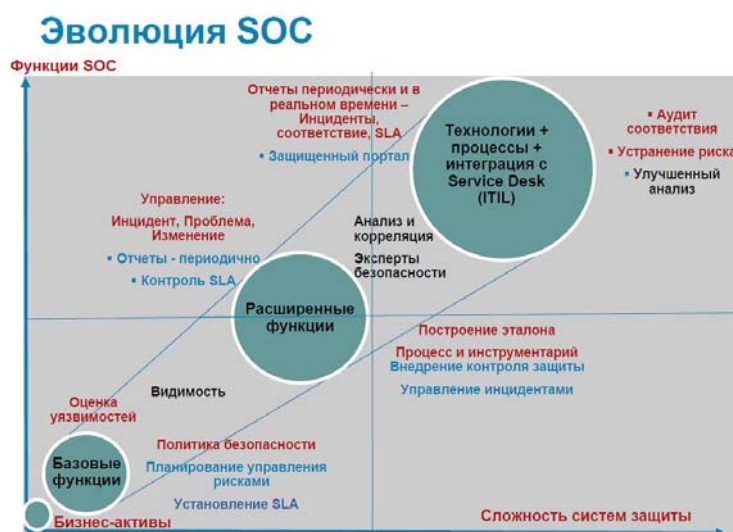 Эволюция SOC
Функции SOC
Отчеты периодически и в
реальном времени –
Инциденты,
соответствие, SLA
▪ Защищенный портал
Технологии +
процессы +
интеграция с
Service Desk
(ITIL)
▪ Аудит
соответствия
▪ Устранение риска
▪ Улучшенный
анализ
Управление:
Инцидент, Проблема,
Изменение
▪ Отчеты - периодично
▪ Контроль SLA
Анализ и
корреляция
Эксперты
безопасности
Расширенные
функции
Построение эталона
Процесс и инструментарий
Внедрение контроля защиты
Управление инцидентами
Видимость
Оценка
уязвимостей
Базовые
функции
Политика безопасности
Планирование управления
рисками
Установление SLA
Бизнес-активы
Сложность систем защиты